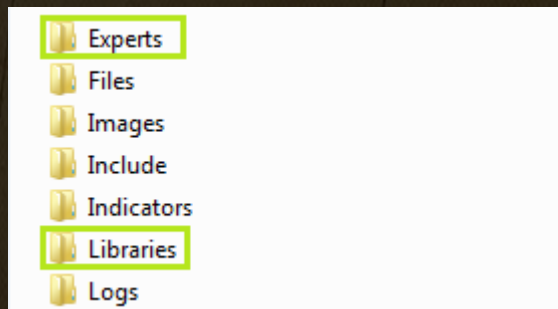 Experts
Files
Images
Include
Indicators
Libraries
Logs